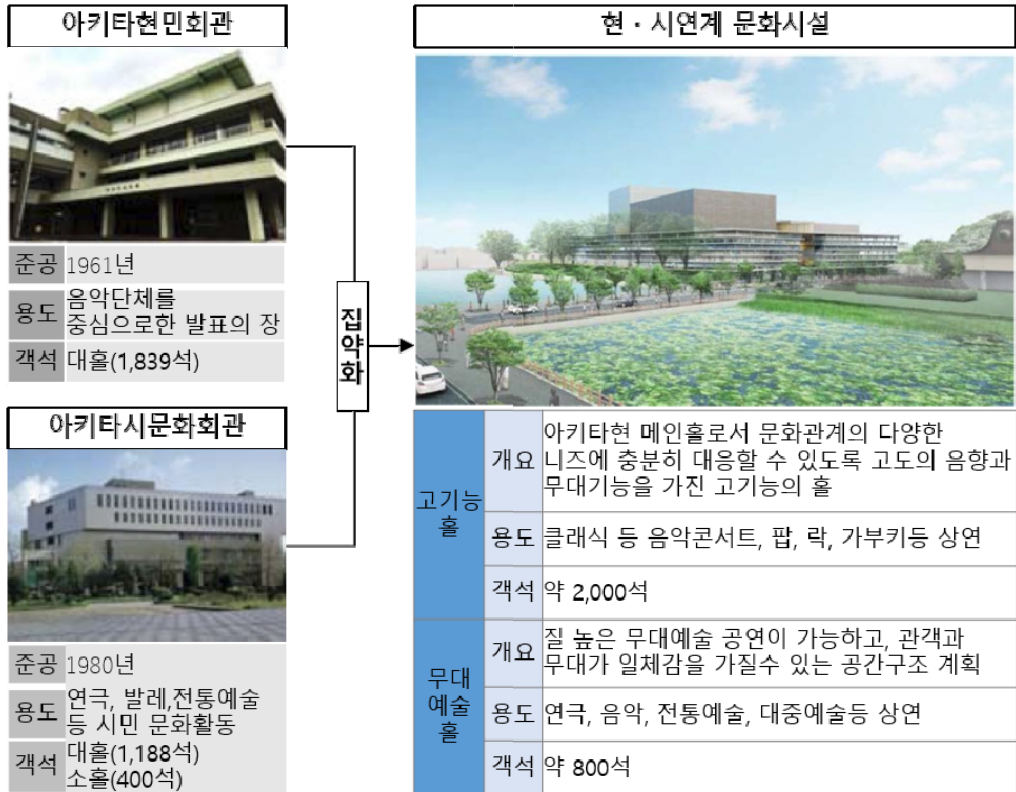 아키타현민회관
준공 1961년
용도 음악단체를
중심으로한 발표의 장
객석 대홀(1,839석)
아키타시문화회관
준공 1980년
용도 연극, 발레,전통예술
등 시민 문화활동
객석 대홀(1,188석)
소홀(400석)
집약화
현 · 시연계 문화시설
고기능
홀
개요 아키타현 메인홀로서 문화관계의 다양한
니즈에 충분히 대응할 수 있도록 고도의 음향과
무대기능을 가진 고기능의 홀
용도 클래식 등 음악콘서트, 팝, 락, 가부키등 상연
객석 약 2,000석
무대
예술
홀
개요 질 높은 무대예술 공연이 가능하고, 관객과
무대가 일체감을 가질수 있는 공간구조 계획
용도 연극, 음악, 전통예술, 대중예술등 상연
객석 약 800석